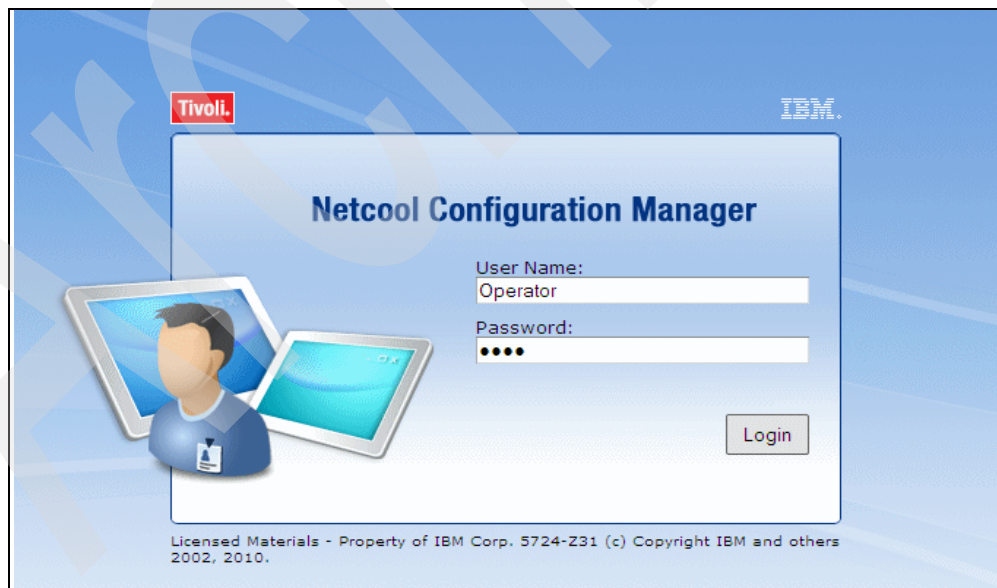 Tivoli.
IBM.
Netcool Configuration Manager
User Name:
Operator
Password:
••••
Login
Licensed Materials - Property of IBM Corp. 5724-Z31 (c) Copyright IBM and others
2002, 2010.